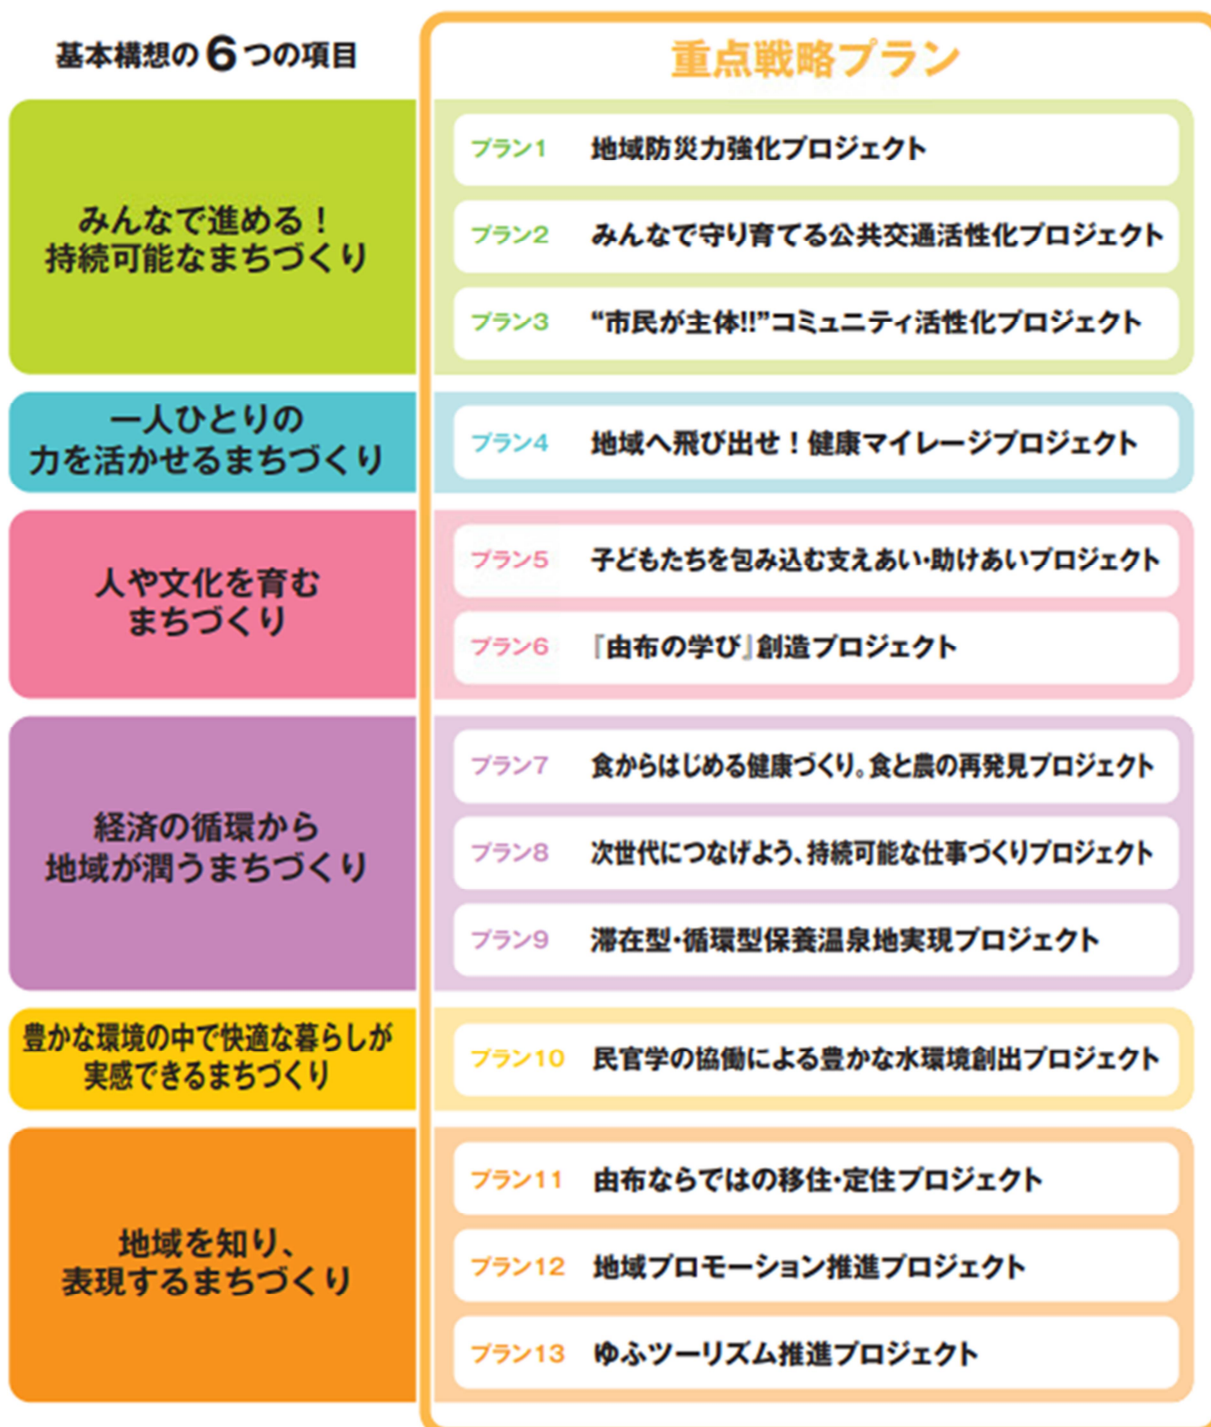 基本構想の6つの項目
重点戦略プラン
みんなで進める!
持続可能なまちづくり
プラン1 地域防災力強化プロジェクト
プラン2 みんなで守り育てる公共交通活性化プロジェクト
プラン3 “市民が主体!!”コミュニティ活性化プロジェクト
一人ひとりの
力を活かせるまちづくり
プラン4 地域へ飛び出せ!健康マイレージプロジェクト
人や文化を育む
まちづくり
プラン5 子どもたちを包み込む支えあい・助けあいプロジェクト
プラン6 『由布の学び』創造プロジェクト
経済の循環から
地域が潤うまちづくり
プラン7 食からはじめる健康づくり。食と農の再発見プロジェクト
プラン8 次世代につなげよう、持続可能な仕事づくりプロジェクト
プラン9 滞在型・循環型保養温泉地実現プロジェクト
豊かな環境の中で快適な暮らしが
実感できるまちづくり
プラン10 民官学の協働による豊かな水環境創出プロジェクト
地域を知り、
表現するまちづくり
プラン11 由布ならではの移住・定住プロジェクト
プラン12 地域プロモーション推進プロジェクト
プラン13 ゆふツーリズム推進プロジェクト